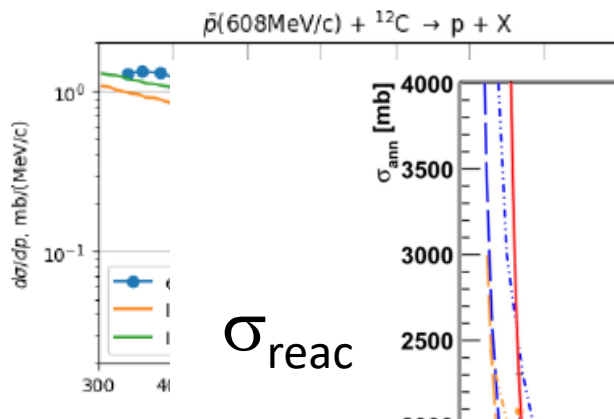 p̄(608MeV/c) + ¹²C → p + X
dσ/dp, mb/(MeV/c)
10⁰
10⁻¹
300
σ_ann [mb]
4000
3500
3000
2500
σ_reac